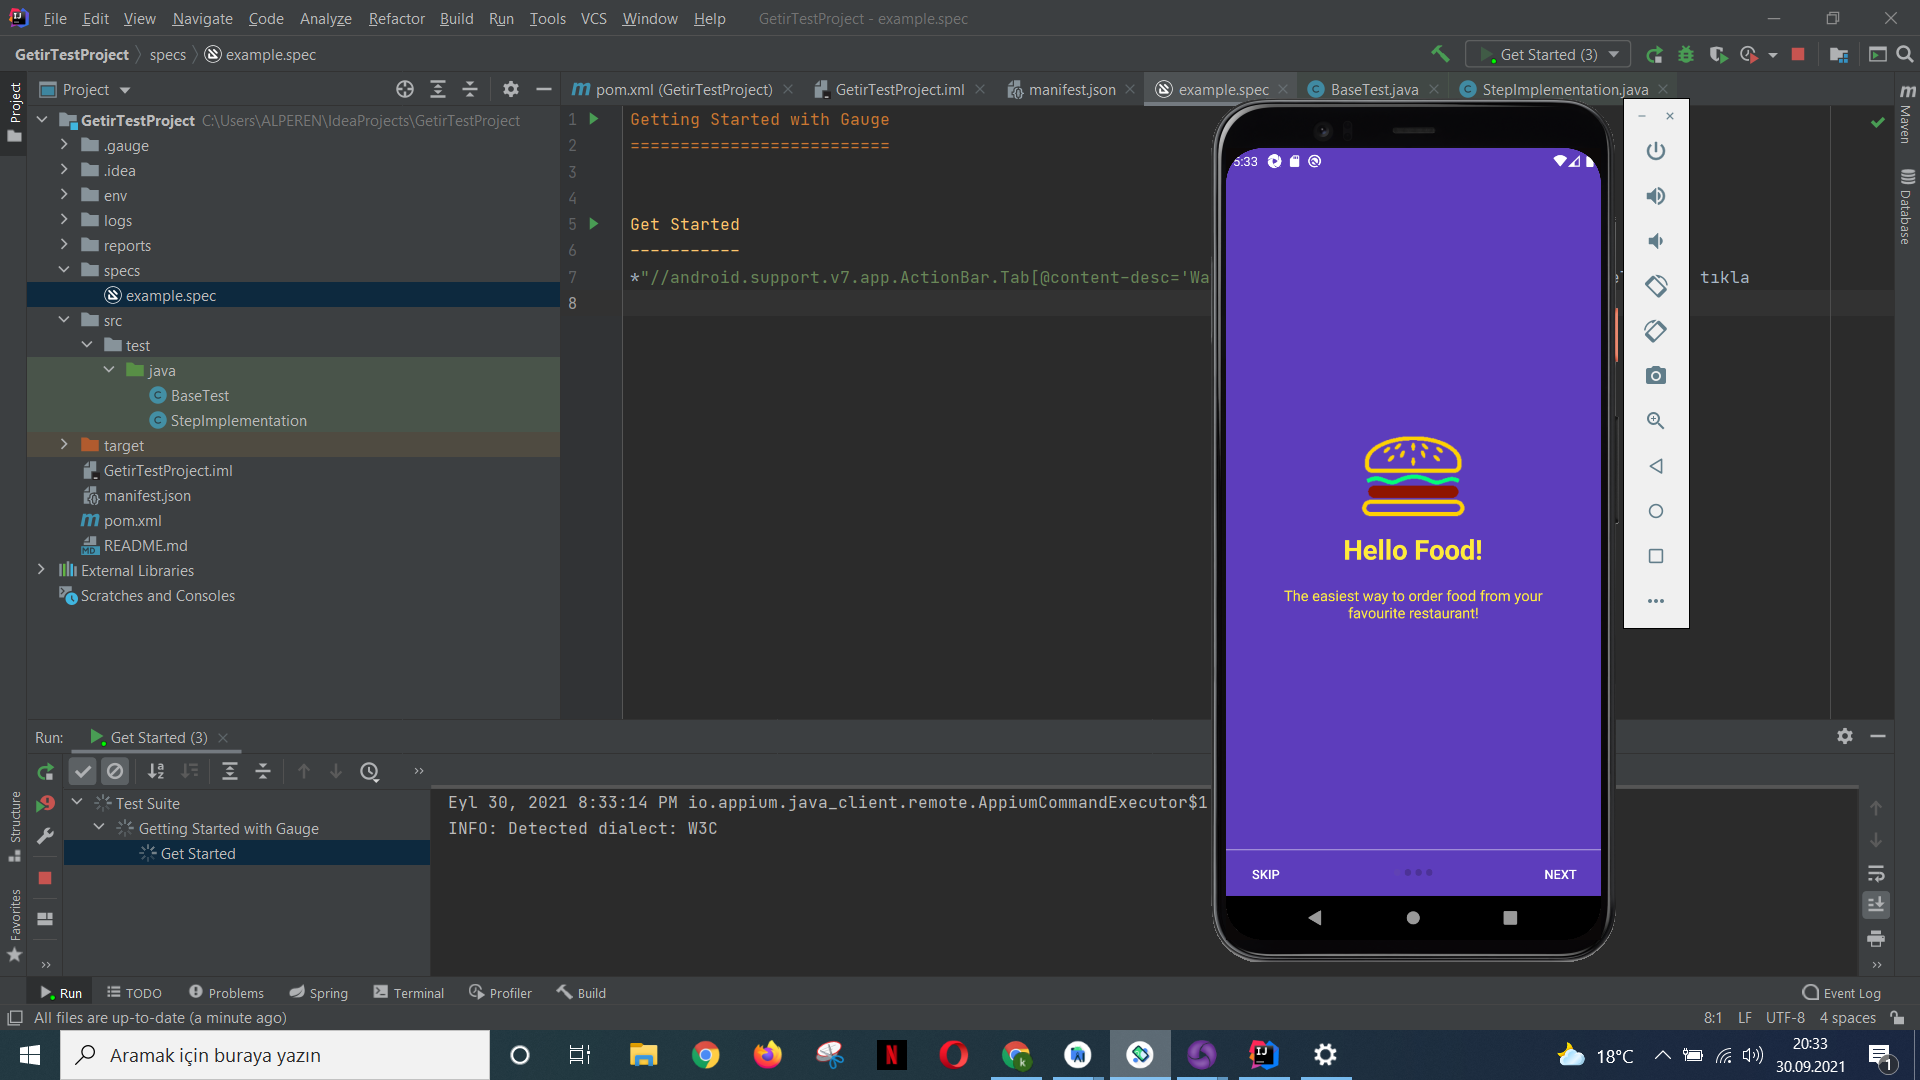 File Edit View Navigate Code Analyze Refactor Build Run Tools VCS Window Help GetirTestProject - example.spec
GetirTestProject specs example.spec Get Started (3)
Project
Project
pom.xml (GetirTestProject) GetirTestProject.iml manifest.json example.spec BaseTest.java StepImplementation.java
GetirTestProject C:\Users\ALPEREN\IdeaProjects\GetirTestProject
.gauge
.idea
env
logs
reports
specs
example.spec
src
test
java
BaseTest
StepImplementation
target
GetirTestProject.iml
manifest.json
pom.xml
README.md
External Libraries
Scratches and Consoles
1 Getting Started with Gauge
2 ==========================
3
4
5 Get Started
6 -----------
7 *"//android.support.v7.app.ActionBar.Tab[@content-desc='Wa
tıkla
8
5:33
Hello Food!
The easiest way to order food from your
favourite restaurant!
SKIP NEXT
Maven
Database
Run: Get Started (3)
Test Suite
Getting Started with Gauge
Get Started
Eyl 30, 2021 8:33:14 PM io.appium.java_client.remote.AppiumCommandExecutor$1
INFO: Detected dialect: W3C
Structure
Favorites
Run TODO Problems Spring Terminal Profiler Build Event Log
All files are up-to-date (a minute ago) 8:1 LF UTF-8 4 spaces
Aramak için buraya yazın
18°C
20:33
30.09.2021
1